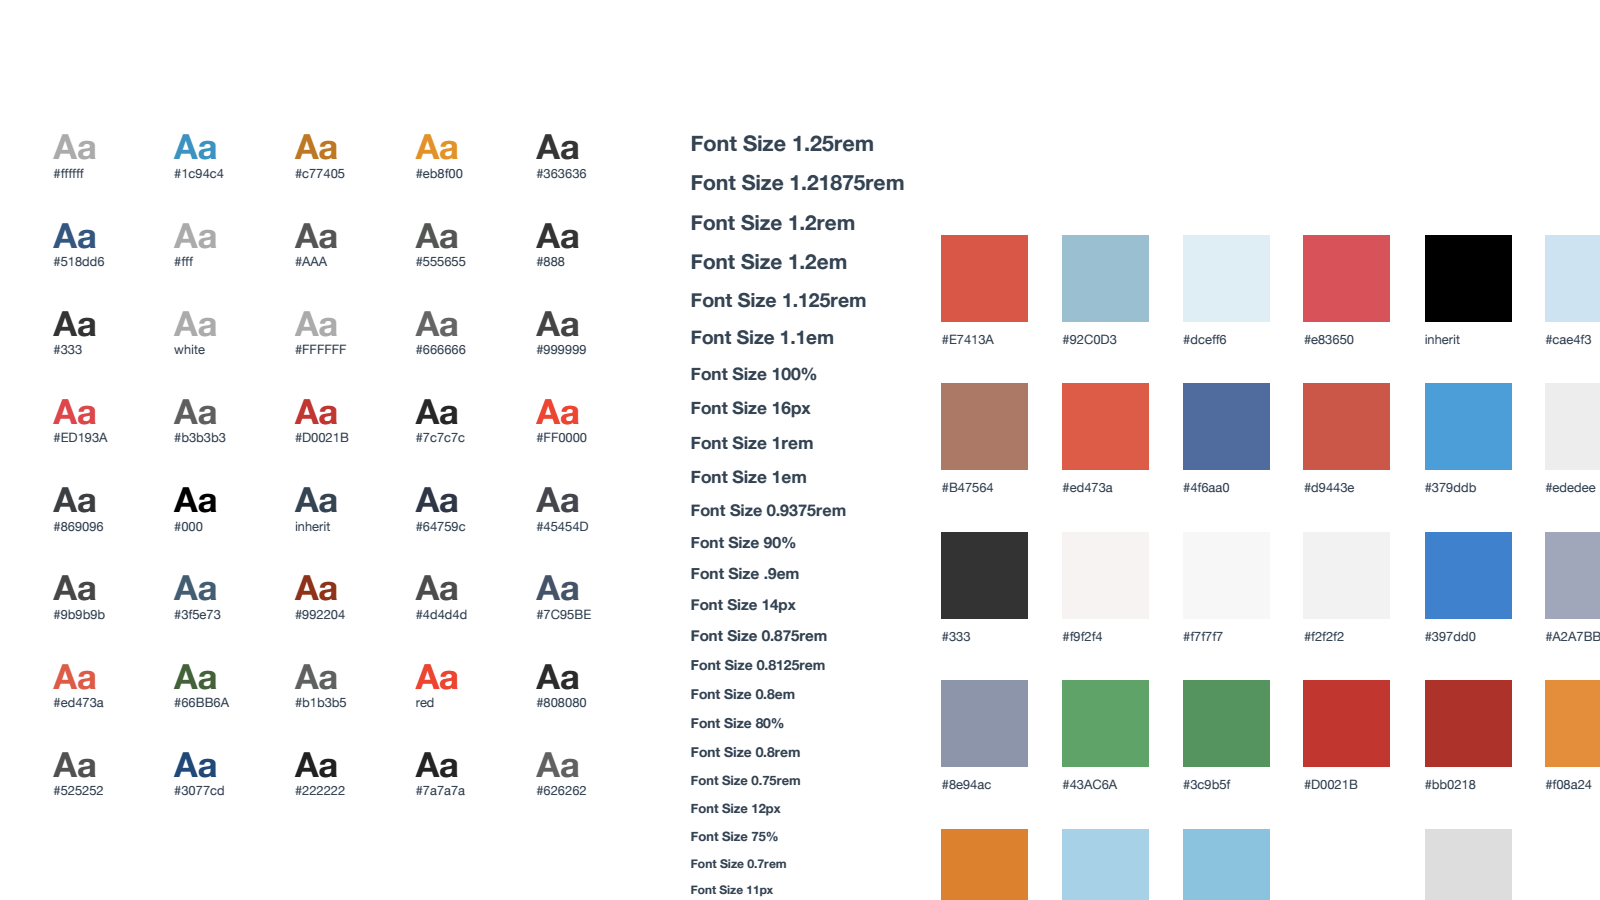 Aa Aa Aa Aa Aa
#ffffff #1c94c4 #c77405 #eb8f00 #363636
Aa Aa Aa Aa Aa
#518dd6 #fff #AAA #555655 #888
Aa Aa Aa Aa Aa
#333 white #FFFFFF #666666 #999999
Aa Aa Aa Aa Aa
#ED193A #b3b3b3 #D0021B #7c7c7c #FF0000
Aa Aa Aa Aa Aa
#869096 #000 inherit #64759c #45454D
Aa Aa Aa Aa Aa
#9b9b9b #3f5e73 #992204 #4d4d4d #7C95BE
Aa Aa Aa Aa Aa
#ed473a #66BB6A #b1b3b5 red #808080
Aa Aa Aa Aa Aa
#525252 #3077cd #222222 #7a7a7a #626262
Font Size 1.25rem
Font Size 1.21875rem
Font Size 1.2rem
Font Size 1.2em
Font Size 1.125rem
Font Size 1.1em
Font Size 100%
Font Size 16px
Font Size 1rem
Font Size 1em
Font Size 0.9375rem
Font Size 90%
Font Size .9em
Font Size 14px
Font Size 0.875rem
Font Size 0.8125rem
Font Size 0.8em
Font Size 80%
Font Size 0.8rem
Font Size 0.75rem
Font Size 12px
Font Size 75%
Font Size 0.7rem
Font Size 11px
#E7413A #92C0D3 #dceff6 #e83650 inherit #cae4f3
#B47564 #ed473a #4f6aa0 #d9443e #379ddb #ededee
#333 #f9f2f4 #f7f7f7 #f2f2f2 #397dd0 #A2A7BB
#8e94ac #43AC6A #3c9b5f #D0021B #bb0218 #f08a24